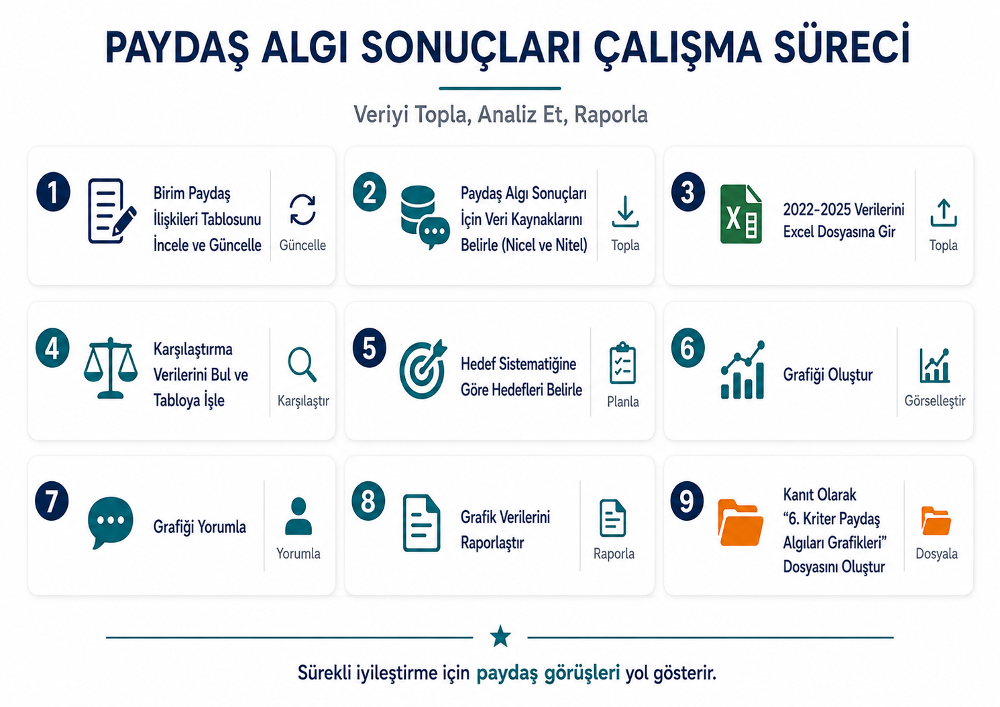 PAYDAŞ ALGI SONUÇLARI ÇALIŞMA SÜRECİ
Veriyi Topla, Analiz Et, Raporla
1
Birim Paydaş
İlişkileri Tablosunu
İncele ve Güncelle
Güncelle
2
Paydaş Algı Sonuçları
İçin Veri Kaynaklarını
Belirle (Nicel ve Nitel)
Topla
3
X
2022-2025 Verilerini
Excel Dosyasına Gir
Topla
4
Karşılaştırma
Verilerini Bul ve
Tabloya İşle
Karşılaştır
5
Hedef Sistematiğine
Göre Hedefleri Belirle
Planla
6
Grafiği Oluştur
Görselleştir
7
Grafiği Yorumla
Yorumla
8
Grafik Verilerini
Raporlaştır
Raporla
9
Kanıt Olarak
“6. Kriter Paydaş
Algıları Grafikleri”
Dosyasını Oluştur
Dosyala
Sürekli iyileştirme için paydaş görüşleri yol gösterir.